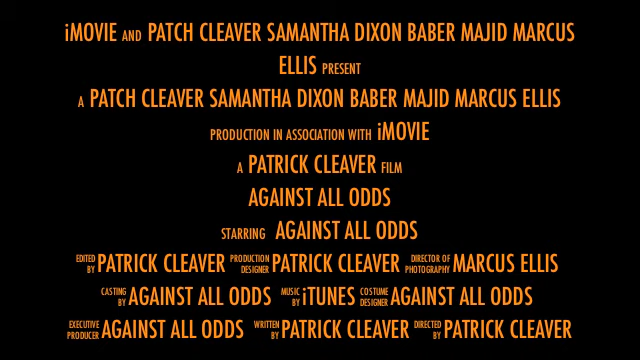 iMOVIE AND PATCH CLEAVER SAMANTHA DIXON BABER MAJID MARCUS
ELLIS PRESENT
A PATCH CLEAVER SAMANTHA DIXON BABER MAJID MARCUS ELLIS
PRODUCTION IN ASSOCIATION WITH iMOVIE
A PATRICK CLEAVER FILM
AGAINST ALL ODDS
STARRING AGAINST ALL ODDS
EDITED BY PATRICK CLEAVER PRODUCTION DESIGNER PATRICK CLEAVER DIRECTOR OF PHOTOGRAPHY MARCUS ELLIS
CASTING BY AGAINST ALL ODDS MUSIC BY iTUNES COSTUME DESIGNER AGAINST ALL ODDS
EXECUTIVE PRODUCER AGAINST ALL ODDS WRITTEN BY PATRICK CLEAVER DIRECTED BY PATRICK CLEAVER